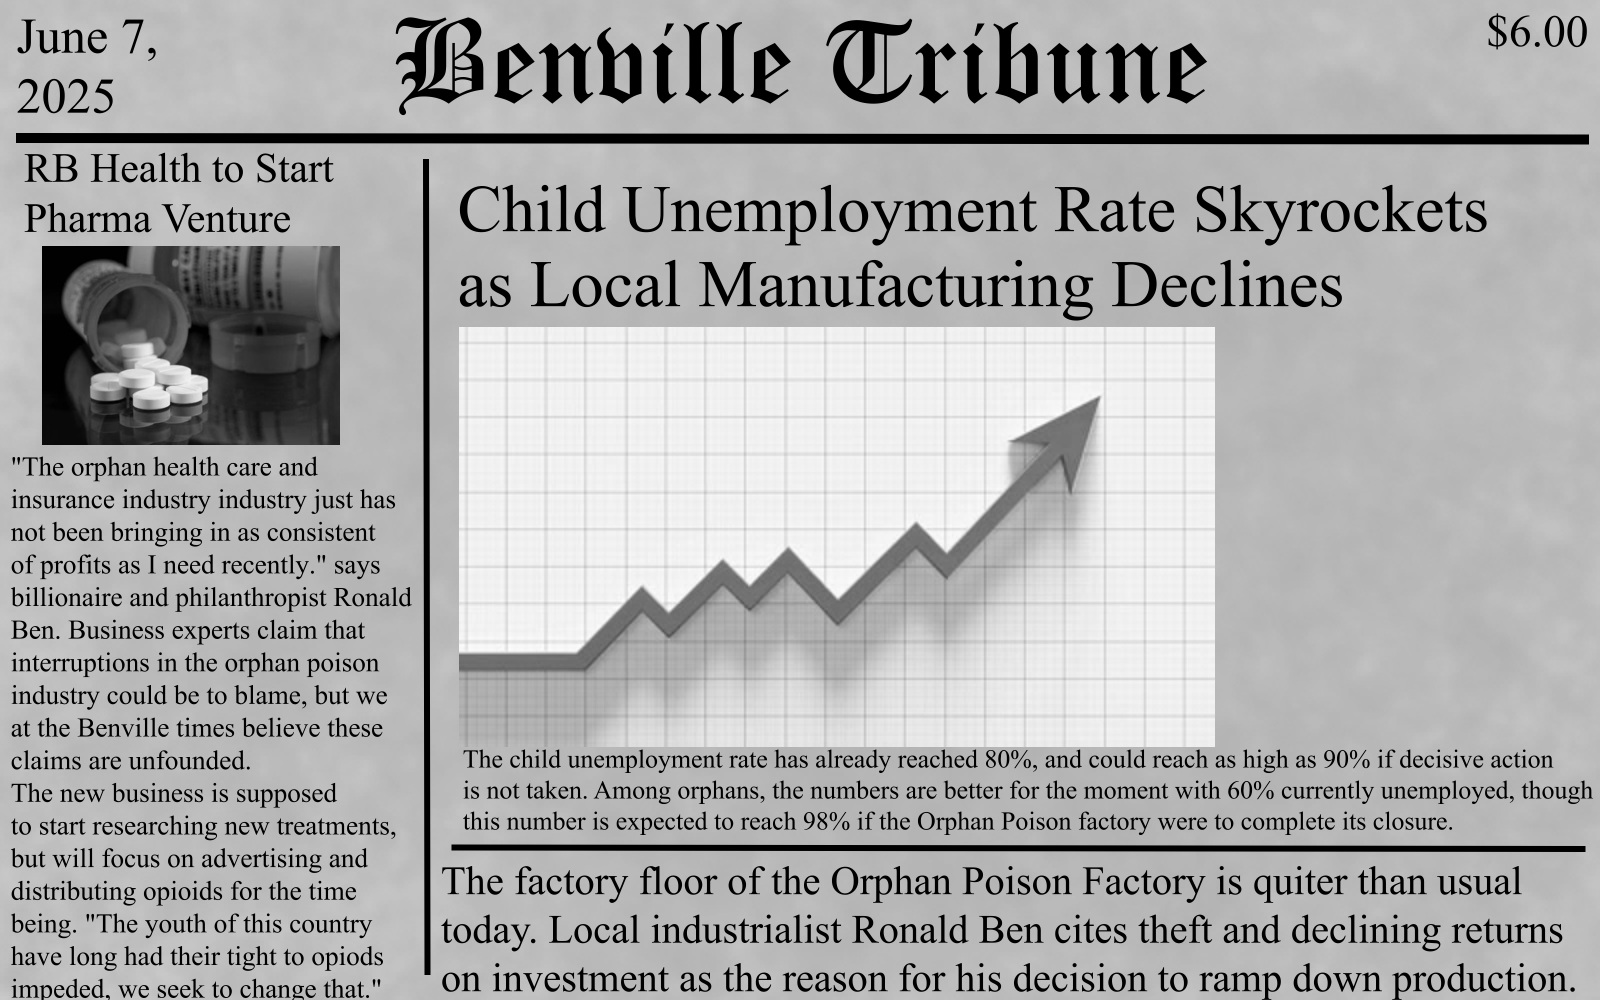 June 7,
2025
Benville Tribune
$6.00
RB Health to Start
Pharma Venture
"The orphan health care and
insurance industry industry just has
not been bringing in as consistent
of profits as I need recently." says
billionaire and philanthropist Ronald
Ben. Business experts claim that
interruptions in the orphan poison
industry could be to blame, but we
at the Benville times believe these
claims are unfounded.
The new business is supposed
to start researching new treatments,
but will focus on advertising and
distributing opioids for the time
being. "The youth of this country
have long had their tight to opiods
impeded, we seek to change that."
Child Unemployment Rate Skyrockets
as Local Manufacturing Declines
The child unemployment rate has already reached 80%, and could reach as high as 90% if decisive action
is not taken. Among orphans, the numbers are better for the moment with 60% currently unemployed, though
this number is expected to reach 98% if the Orphan Poison factory were to complete its closure.
The factory floor of the Orphan Poison Factory is quiter than usual
today. Local industrialist Ronald Ben cites theft and declining returns
on investment as the reason for his decision to ramp down production.